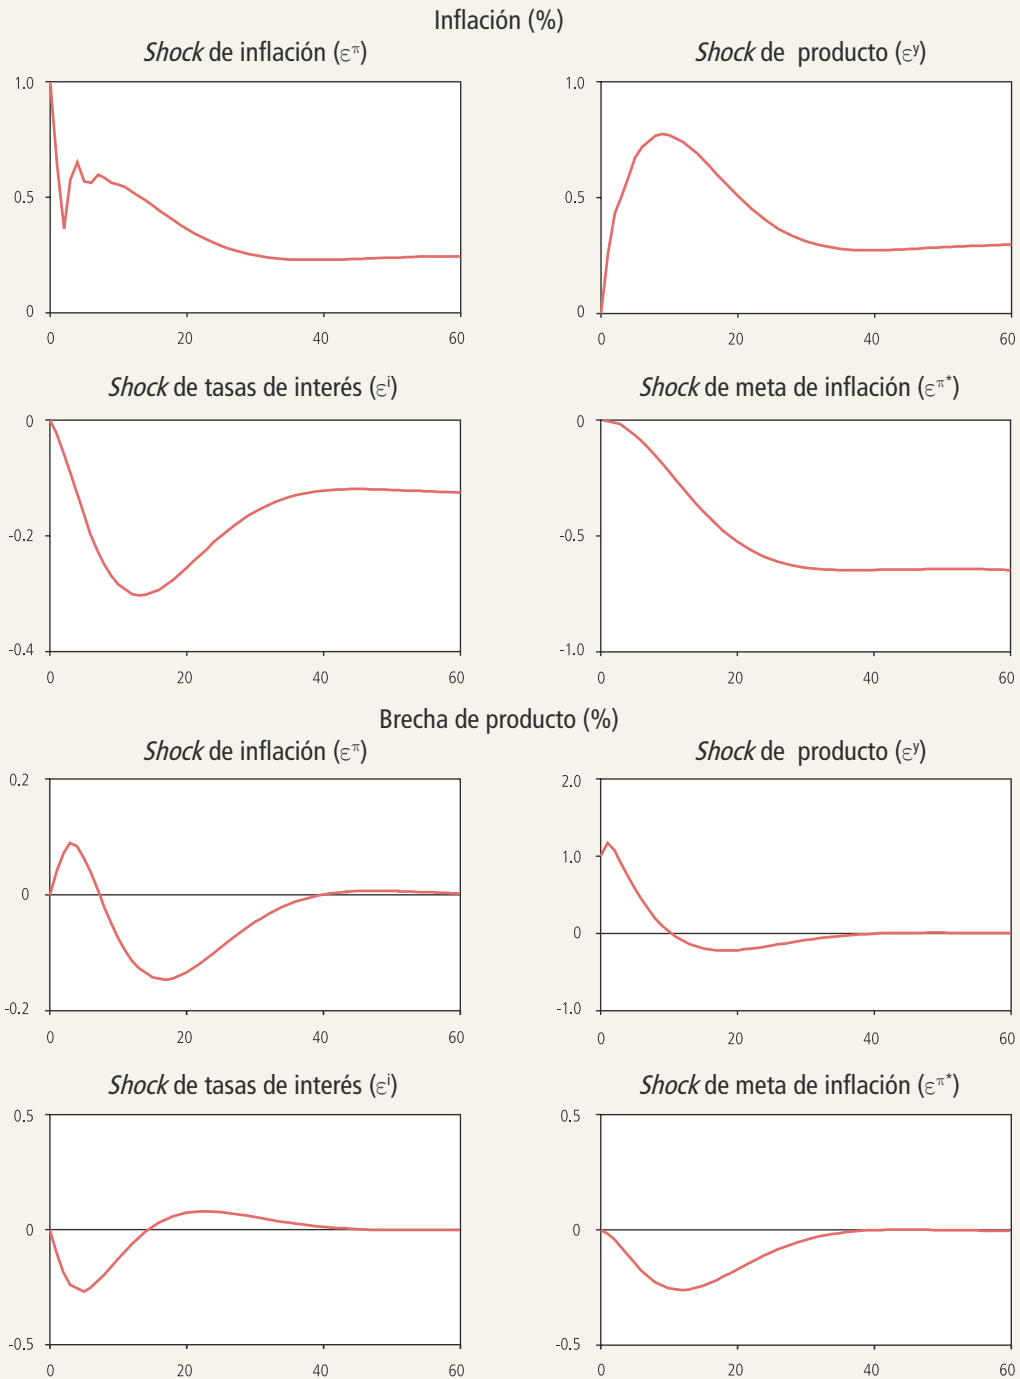 Inflación (%)
Shock de inflación (επ)
Shock de producto (εy)
1.0
0.5
0
0 20 40 60
1.0
0.5
0
0 20 40 60
Shock de tasas de interés (εi)
Shock de meta de inflación (επ*)
0
-0.2
-0.4
0 20 40 60
0
-0.5
-1.0
0 20 40 60
Brecha de producto (%)
Shock de inflación (επ)
Shock de producto (εy)
0.2
0
-0.2
0 20 40 60
2.0
1.0
0
-1.0
0 20 40 60
Shock de tasas de interés (εi)
Shock de meta de inflación (επ*)
0.5
0
-0.5
0 20 40 60
0.5
0
-0.5
0 20 40 60